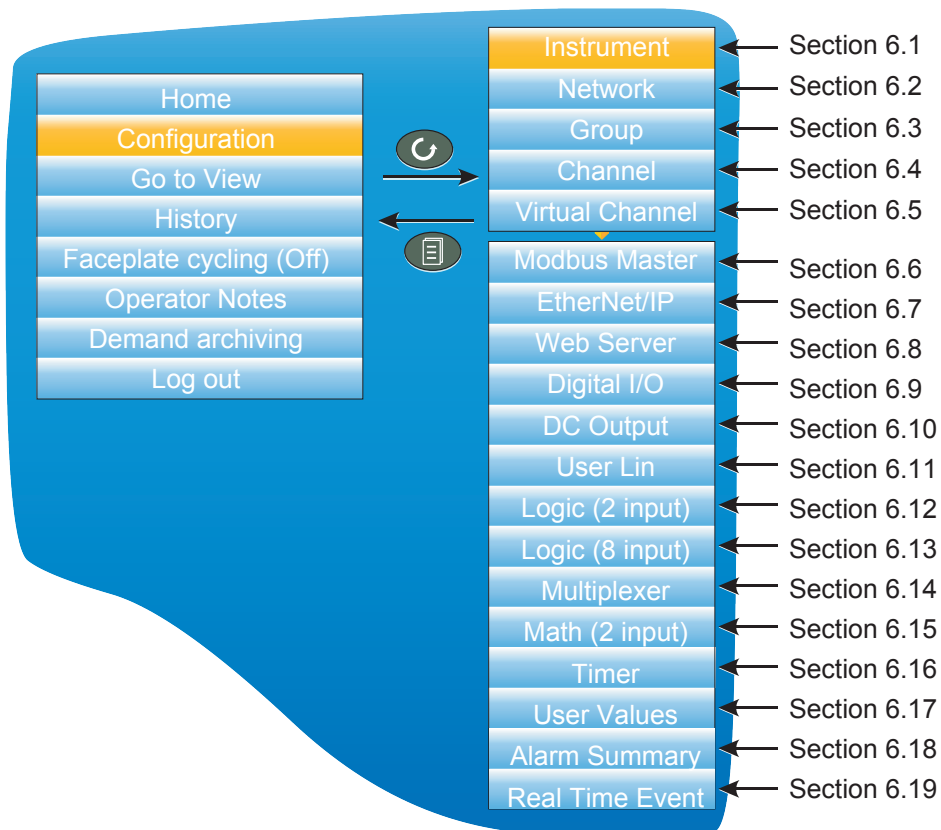 Home
Configuration
Go to View
History
Faceplate cycling (Off)
Operator Notes
Demand archiving
Log out
Instrument
Section 6.1
Network
Section 6.2
Group
Section 6.3
Channel
Section 6.4
Virtual Channel
Section 6.5
Modbus Master
Section 6.6
EtherNet/IP
Section 6.7
Web Server
Section 6.8
Digital I/O
Section 6.9
DC Output
Section 6.10
User Lin
Section 6.11
Logic (2 input)
Section 6.12
Logic (8 input)
Section 6.13
Multiplexer
Section 6.14
Math (2 input)
Section 6.15
Timer
Section 6.16
User Values
Section 6.17
Alarm Summary
Section 6.18
Real Time Event
Section 6.19